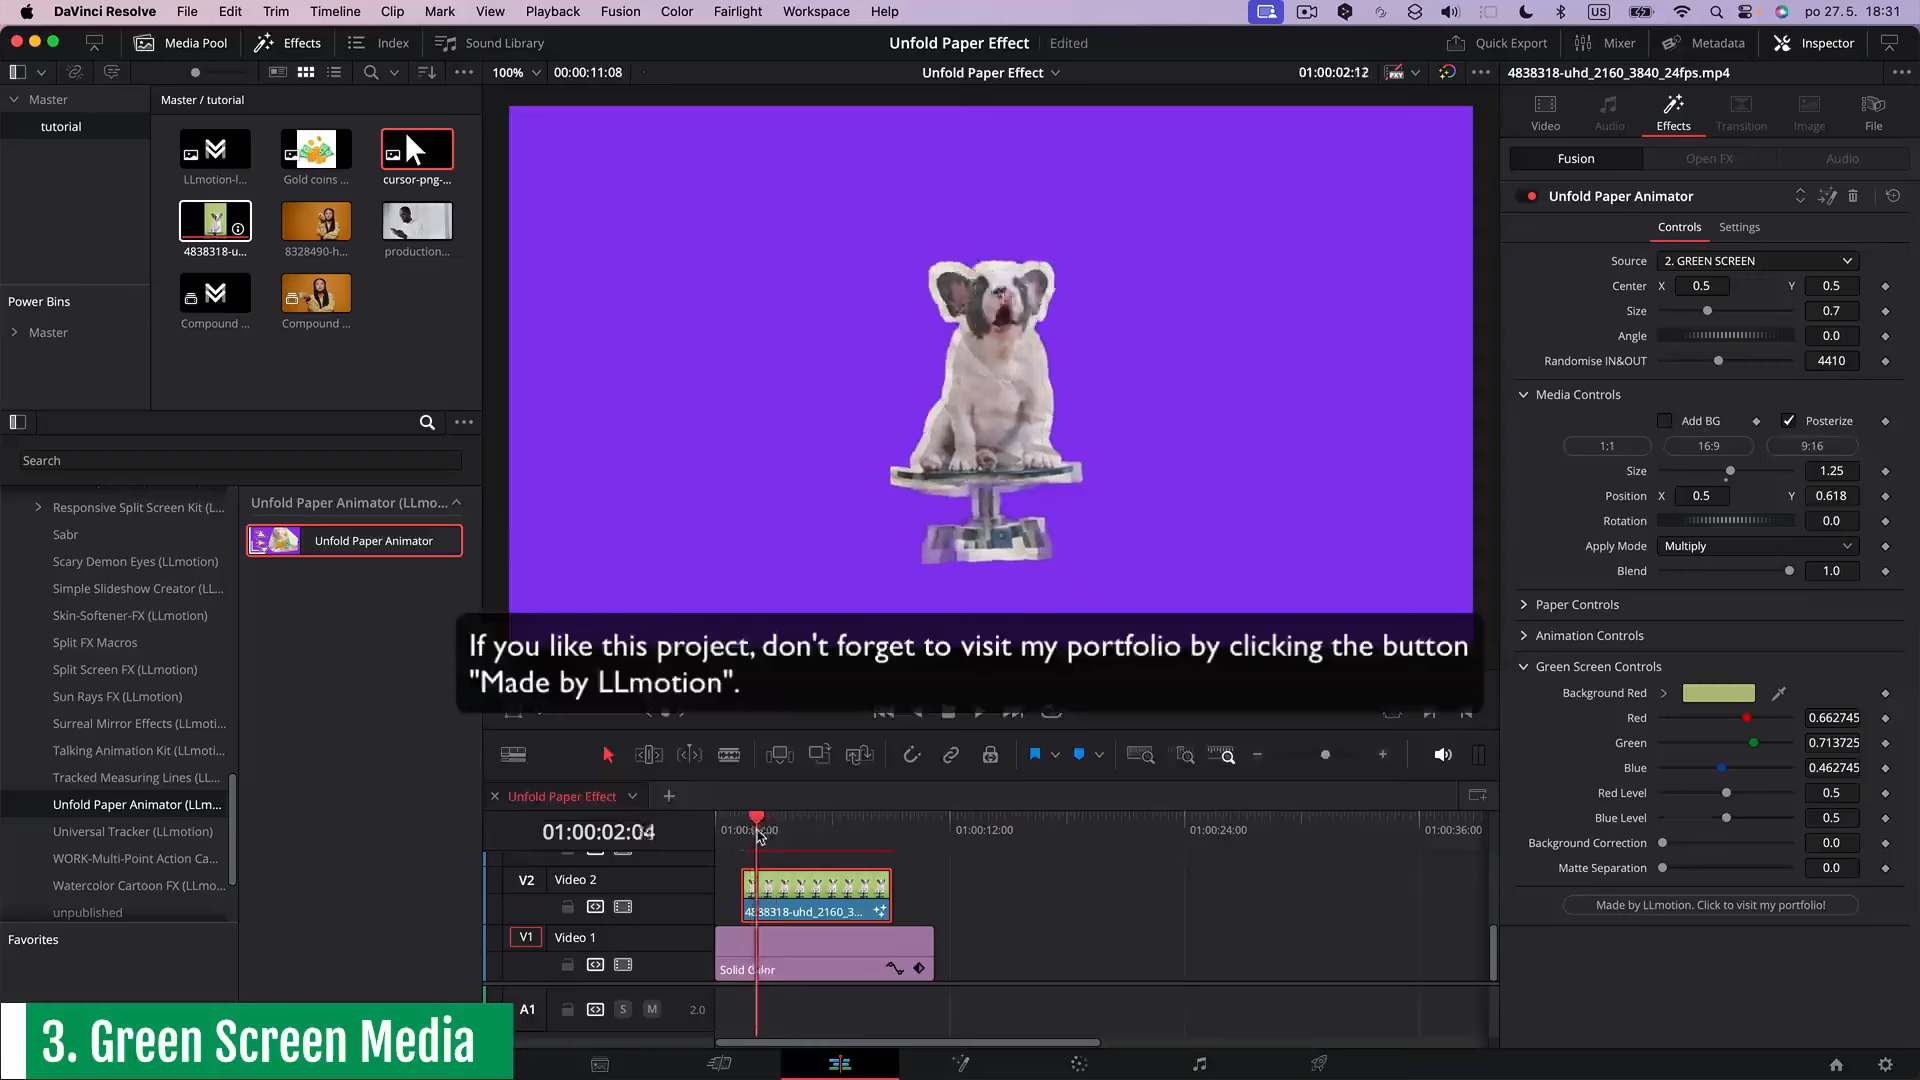 DaVinci Resolve File Edit Trim Timeline Clip Mark View Playback Fusion Color Fairlight Workspace Help US po 27.5. 18:31
Media Pool Effects Index Sound Library Unfold Paper Effect Edited Quick Export Mixer Metadata Inspector
100% 00:00:11:08 Unfold Paper Effect 01:00:02:12 4838318-uhd_2160_3840_24fps.mp4
Master
tutorial
Power Bins
Master
Master / tutorial
LLmotion-l... Gold coins ... cursor-png-...
4838318-u... 8328490-h... production...
Compound ... Compound ...
Search
Responsive Split Screen Kit (L...
Sabr
Scary Demon Eyes (LLmotion)
Simple Slideshow Creator (LL...
Skin-Softener-FX (LLmotion)
Split FX Macros
Split Screen FX (LLmotion)
Sun Rays FX (LLmotion)
Surreal Mirror Effects (LLmoti...
Talking Animation Kit (LLmotio...
Tracked Measuring Lines (LL...
Unfold Paper Animator (LLm...
Universal Tracker (LLmotion)
WORK-Multi-Point Action Ca...
Watercolor Cartoon FX (LLmo...
unpublished
Favorites
Unfold Paper Animator (LLmo...
Unfold Paper Animator
If you like this project, don't forget to visit my portfolio by clicking the button
"Made by LLmotion".
Unfold Paper Effect
01:00:02:04
01:00:12:00 01:00:24:00 01:00:36:00
V2 Video 2
4838318-uhd_2160_3...
V1 Video 1
Solid Color
A1 S M 2.0
Video Audio Effects Transition Image File
Fusion Open FX Audio
Unfold Paper Animator
Controls Settings
Source 2. GREEN SCREEN
Center X 0.5 Y 0.5
Size 0.7
Angle 0.0
Randomise IN&OUT 4410
Media Controls
Add BG Posterize
1:1 16:9 9:16
Size 1.25
Position X 0.5 Y 0.618
Rotation 0.0
Apply Mode Multiply
Blend 1.0
Paper Controls
Animation Controls
Green Screen Controls
Background Red
Red 0.662745
Green 0.713725
Blue 0.462745
Red Level 0.5
Blue Level 0.5
Background Correction 0.0
Matte Separation 0.0
Made by LLmotion. Click to visit my portfolio!
3. Green Screen Media